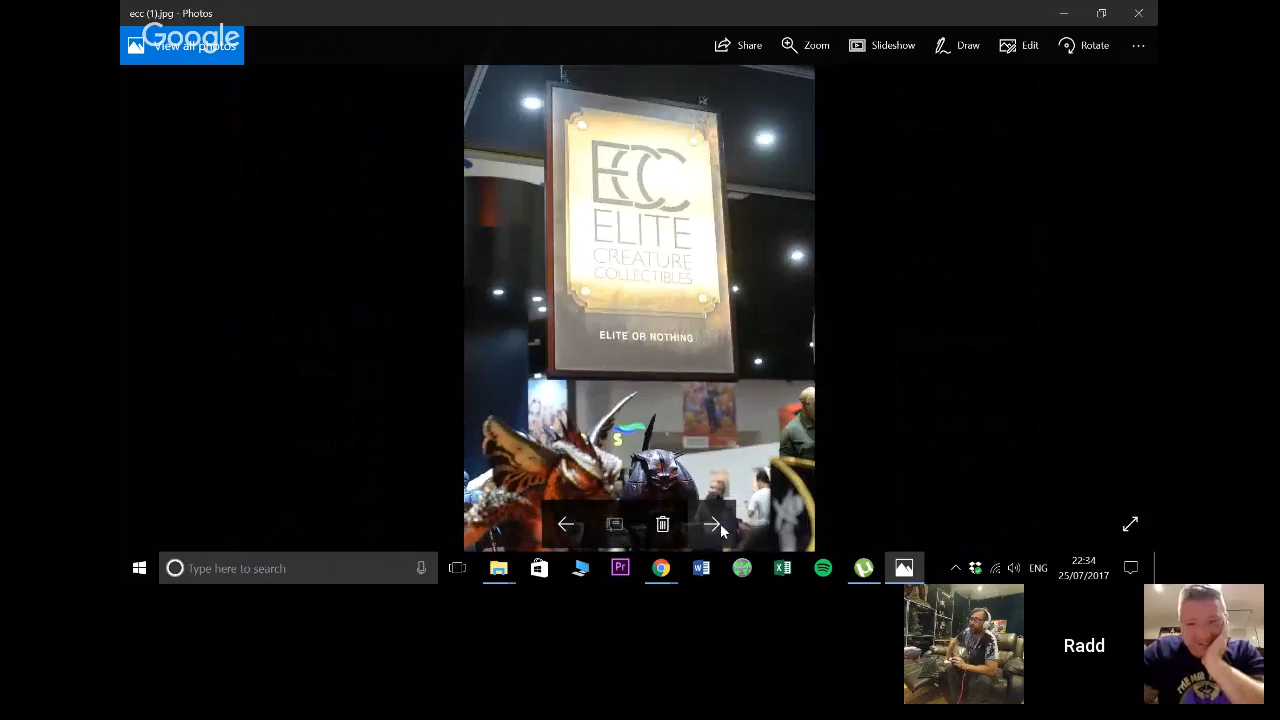 ecc (1).jpg - Photos
Google
View all photos
Share
Zoom
Slideshow
Draw
Edit
Rotate
ECC
ELITE
CREATURE
COLLECTIBLES
ELITE OR NOTHING
S
Type here to search
Pr
ENG
22:34
25/07/2017
Radd